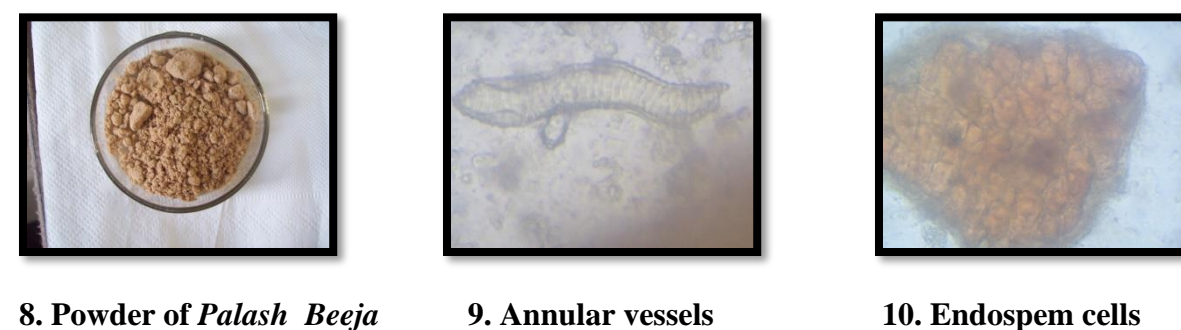 8. Powder of Palash Beeja
9. Annular vessels
10. Endospem cells